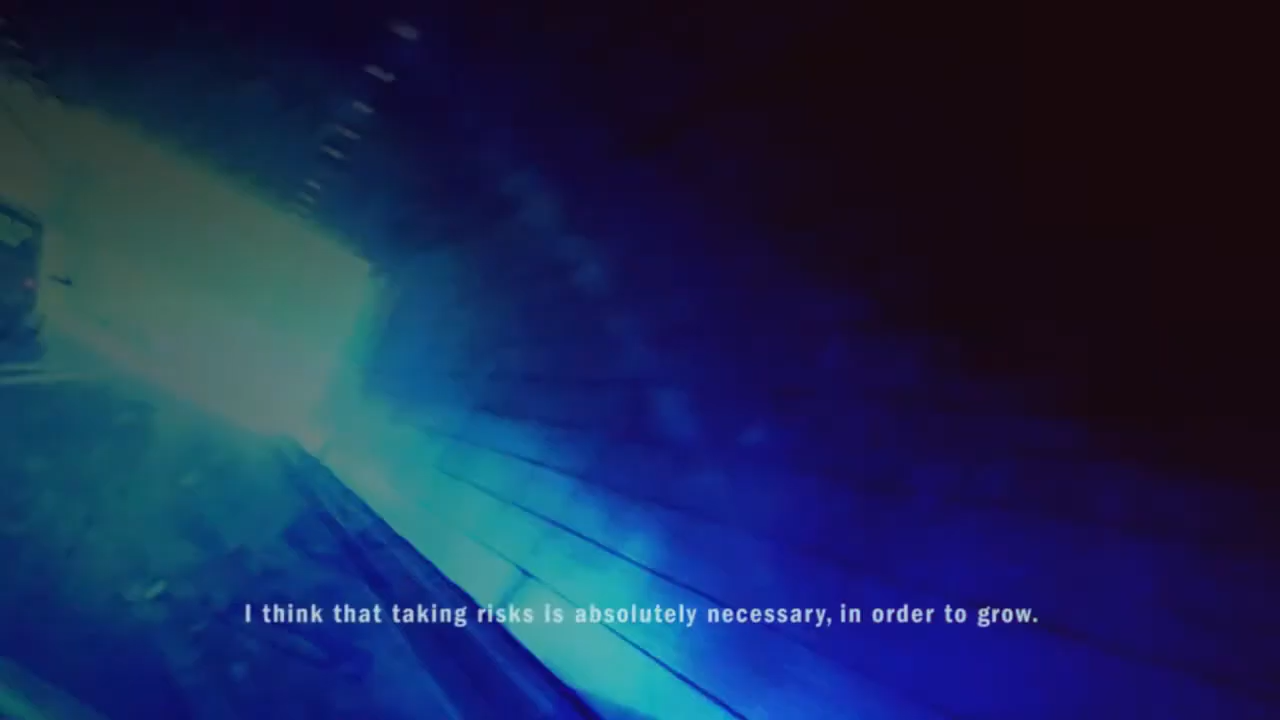 I think that taking risks is absolutely necessary, in order to grow.